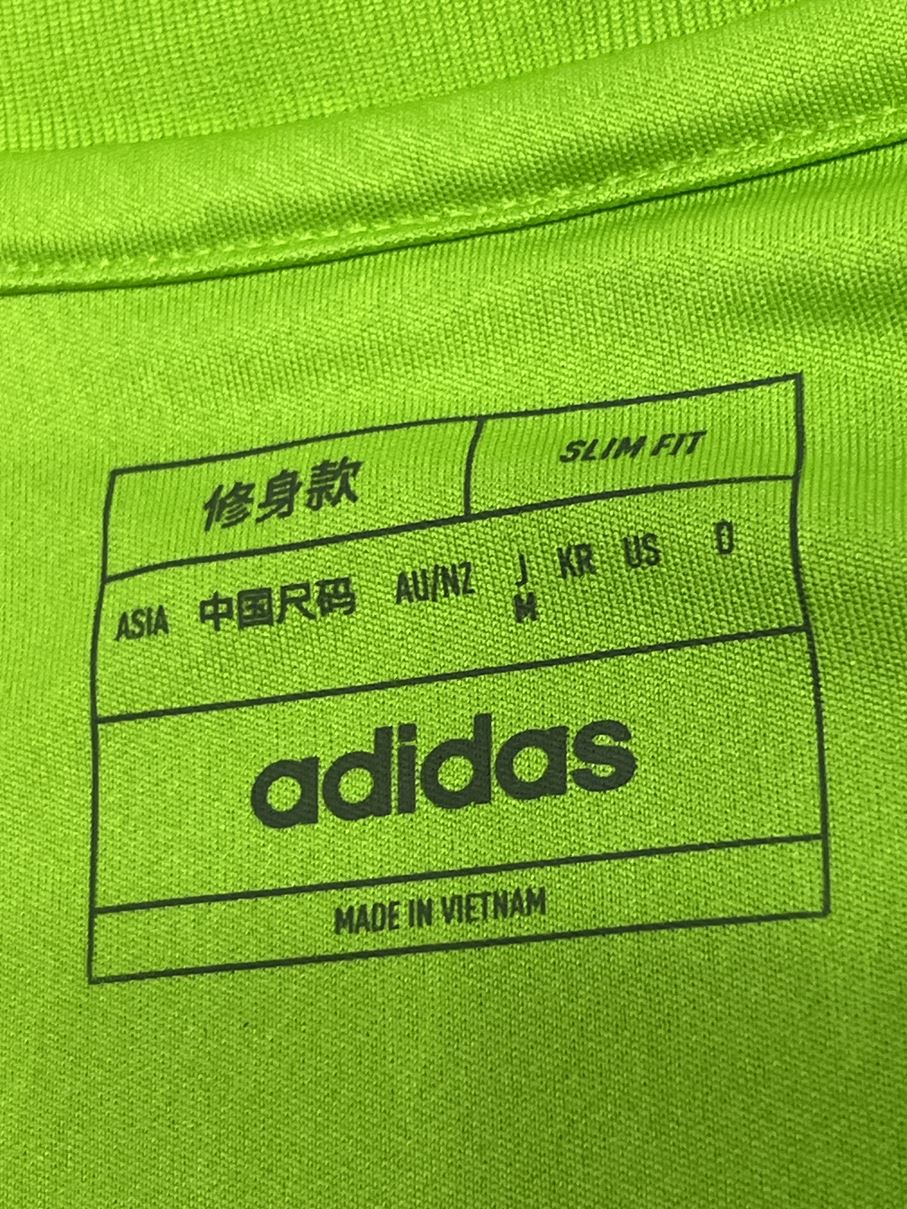 修身款 SLIM FIT
ASIA 中国尺码 AU/NZ J KR US D
M
adidas
MADE IN VIETNAM